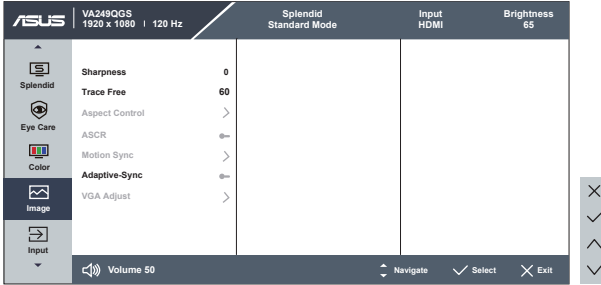 ASUS
VA249QGS
1920 x 1080 120 Hz
Splendid
Standard Mode
Input
HDMI
Brightness
65
Splendid
Eye Care
Color
Image
Input
Sharpness 0
Trace Free 60
Aspect Control
ASCR
Motion Sync
Adaptive-Sync
VGA Adjust
Volume 50
Navigate
Select
Exit